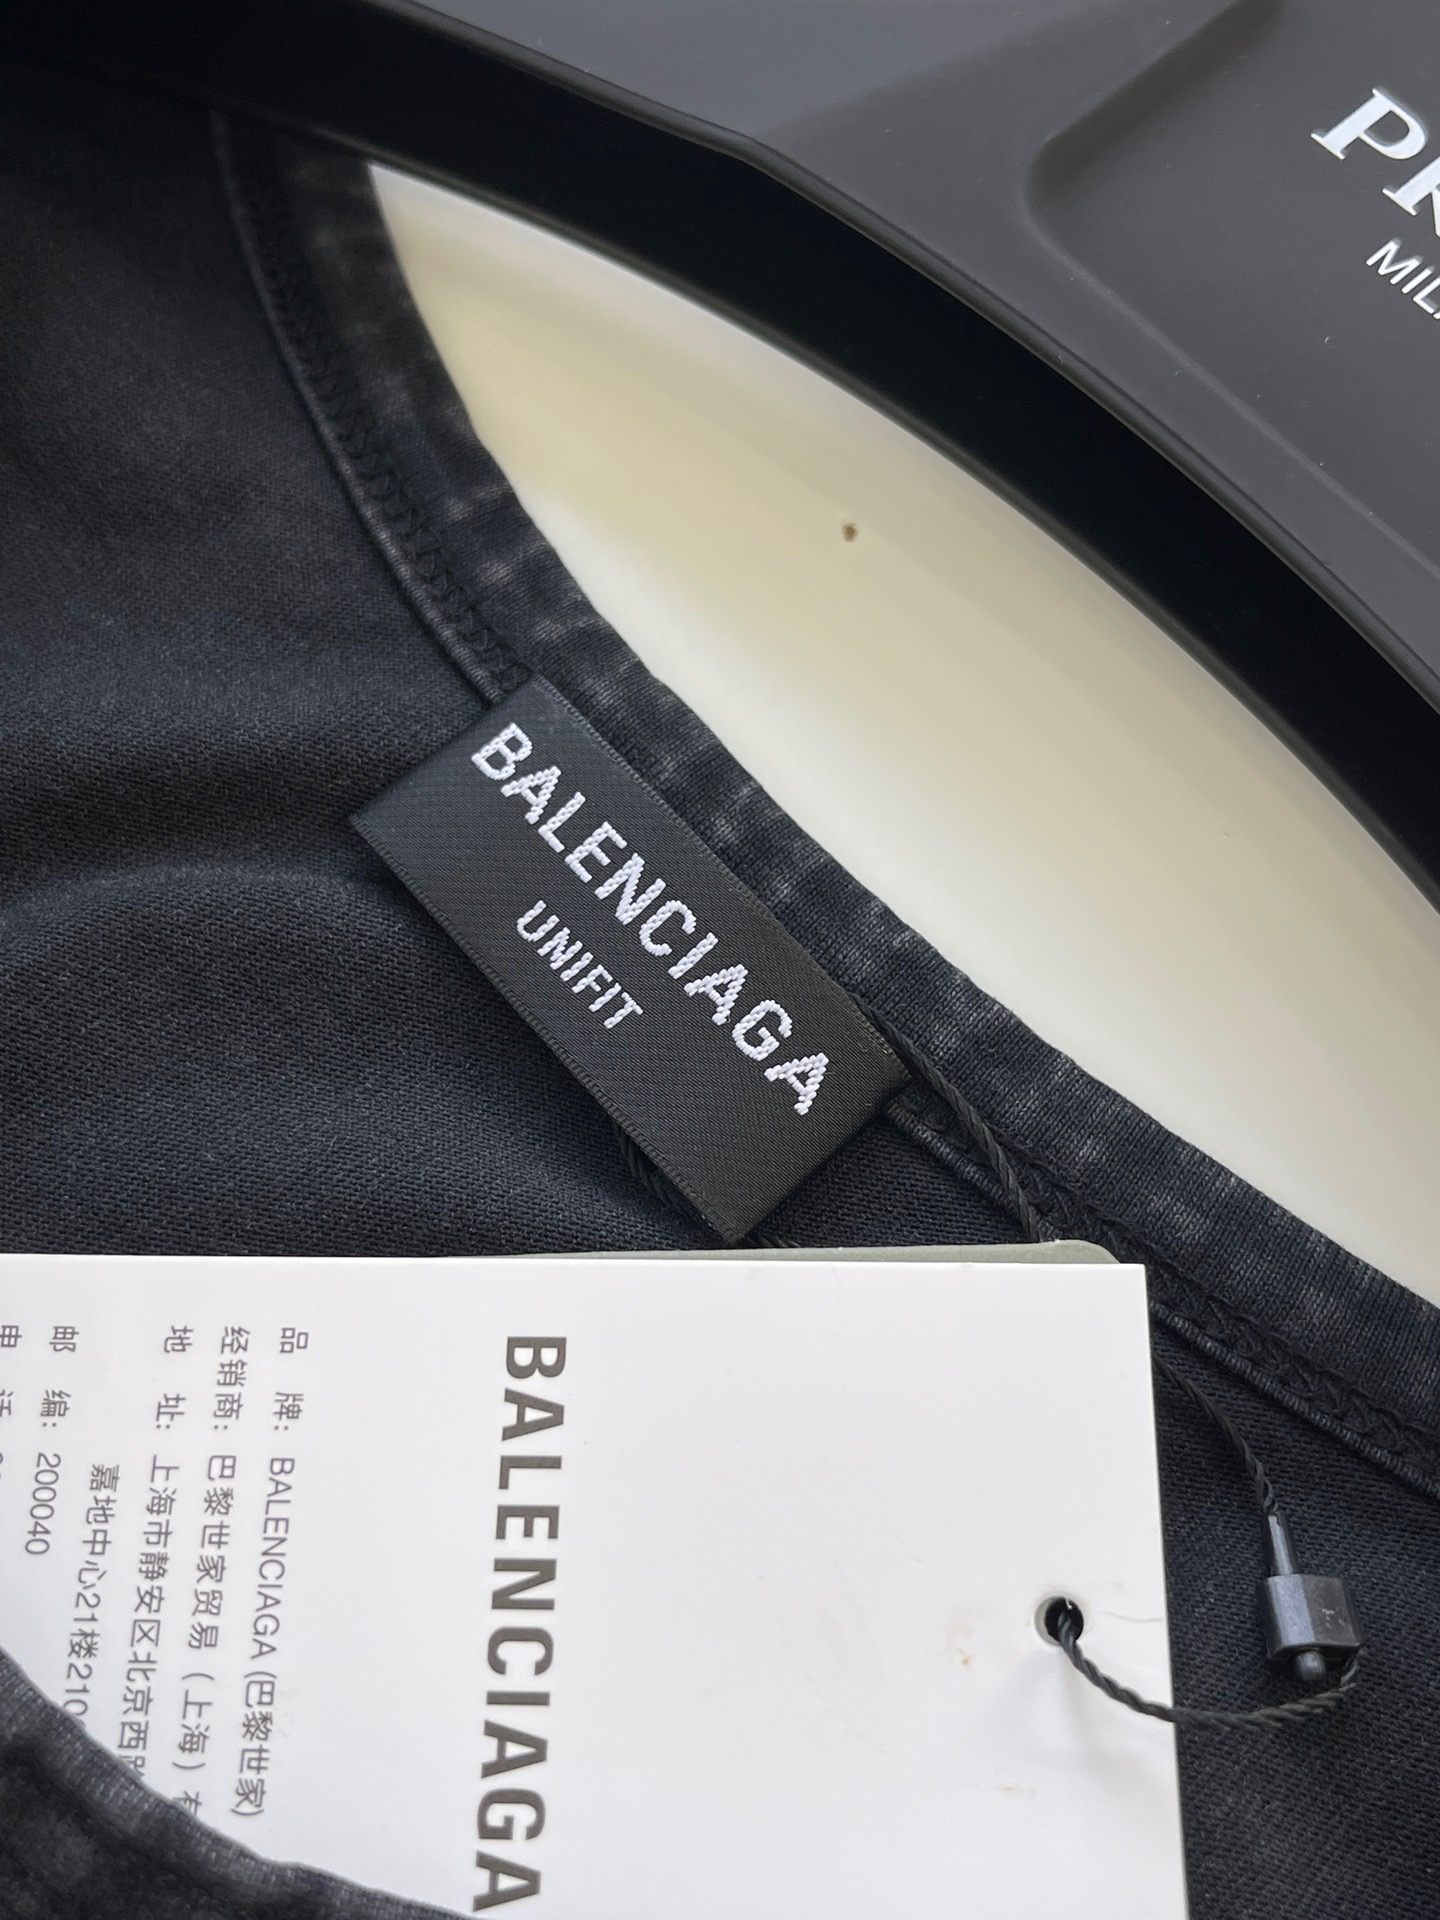 BALENCIAGA
UNIFIT
BALENCIAGA
品 牌: BALENCIAGA (巴黎世家)
经销商: 巴黎世家贸易（上海）有
地 址: 上海市静安区北京西路
嘉地中心21楼210
邮 编: 200040
电 话